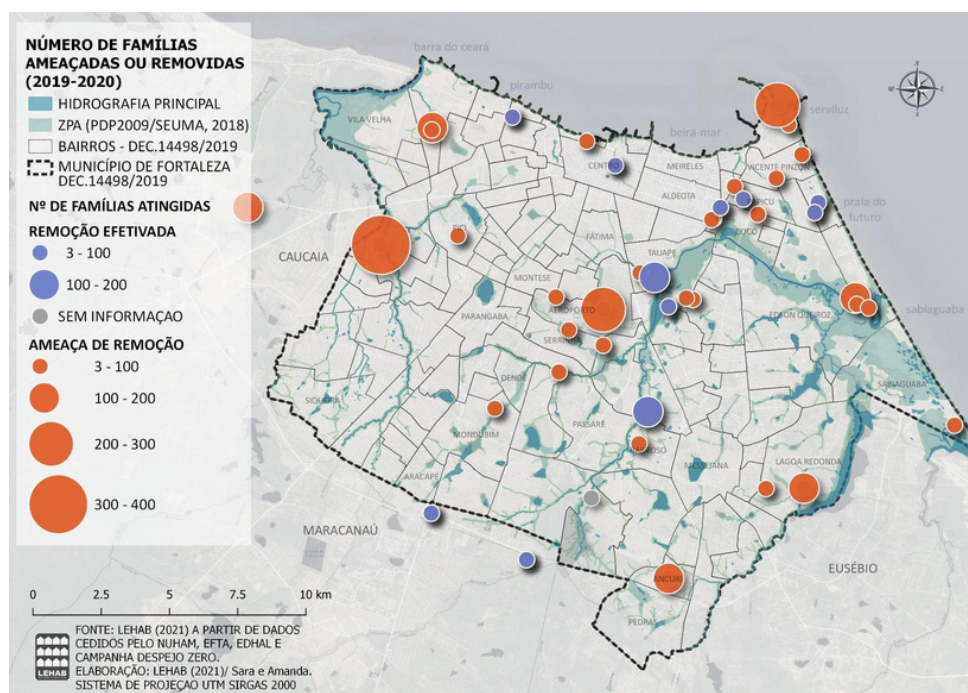 NÚMERO DE FAMÍLIAS
AMEAÇADAS OU REMOVIDAS
(2019-2020)
HIDROGRAFIA PRINCIPAL
ZPA (PDP2009/SEUMA, 2018)
BAIRROS - DEC.14498/2019
MUNICÍPIO DE FORTALEZA
DEC.14498/2019
Nº DE FAMÍLIAS ATINGIDAS
REMOÇÃO EFETIVADA
3 - 100
100 - 200
SEM INFORMAÇAO
AMEAÇA DE REMOÇÃO
3 - 100
100 - 200
200 - 300
300 - 400
barra do ceará
pirambu
serviluz
VILA VELHA
beira-mar
CENTRO
MEIRELES
VICENTE PINZON
ALDEOTA
praia do
futuro
COCÓ
FÁTIMA
TAUAPE
CAUCAIA
MONTESE
PARANGABA
AEROPORTO
EDSON QUEIROZ
sabiaguaba
SERRINHA
DENDÊ
SABIAGUABA
SIQUEIRA
PASSARÉ
MONDUBIM
MESSEJANA
LAGOA REDONDA
ARACAPÉ
MARACANAÚ
EUSÉBIO
ANCURI
PEDRAS
0 2.5 5 7.5 10 km
FONTE: LEHAB (2021) A PARTIR DE DADOS
CEDIDOS PELO NUHAM, EFTA, EDHAL E
CAMPANHA DESPEJO ZERO.
ELABORAÇÃO: LEHAB (2021)/ Sara e Amanda.
SISTEMA DE PROJEÇAO UTM SIRGAS 2000
LEHAB